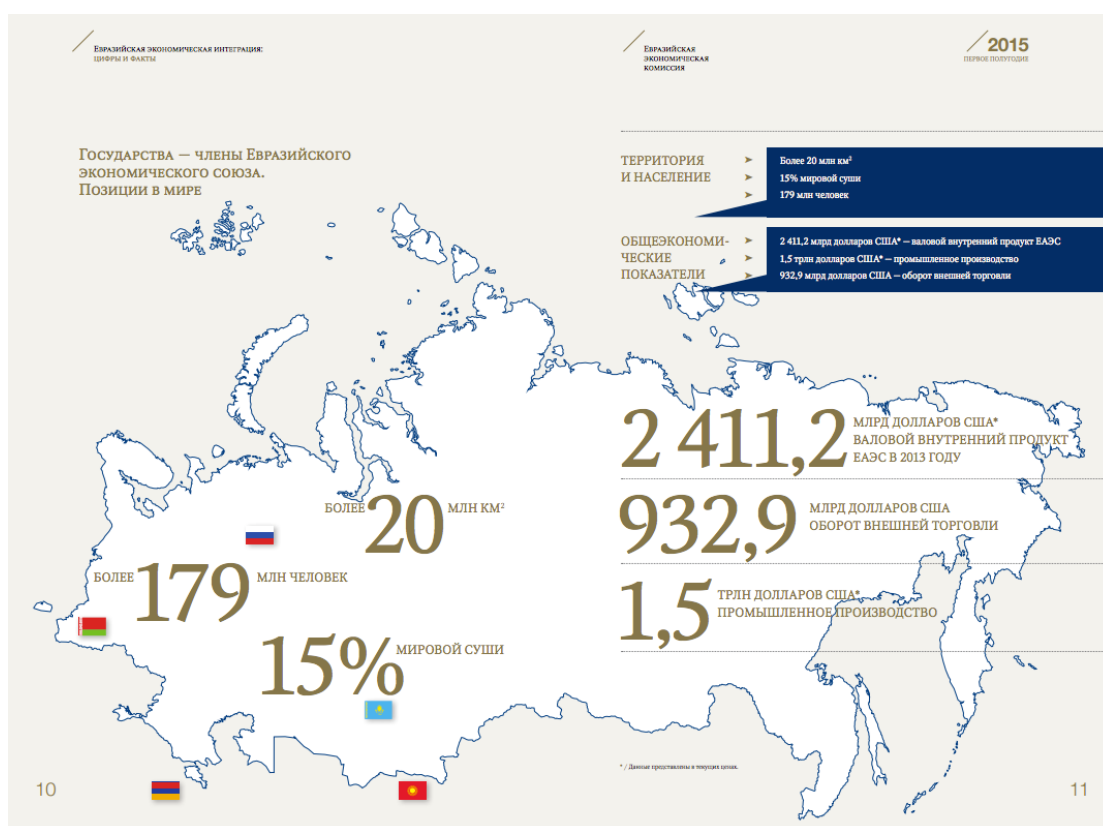 Евразийская экономическая интеграция:
цифры и факты
Евразийская
экономическая
комиссия
2015
первое полугодие
Государства — члены Евразийского
экономического союза.
Позиции в мире
ТЕРРИТОРИЯ
И НАСЕЛЕНИЕ
Более 20 млн км²
15% мировой суши
179 млн человек
ОБЩЕЭКОНОМИ-
ЧЕСКИЕ
ПОКАЗАТЕЛИ
2 411,2 млрд долларов США* — валовой внутренний продукт ЕАЭС
1,5 трлн долларов США* — промышленное производство
932,9 млрд долларов США — оборот внешней торговли
БОЛЕЕ 20 МЛН КМ²
БОЛЕЕ 179 МЛН ЧЕЛОВЕК
15% МИРОВОЙ СУШИ
2 411,2 МЛРД ДОЛЛАРОВ США*
ВАЛОВОЙ ВНУТРЕННИЙ ПРОДУКТ
ЕАЭС В 2013 ГОДУ
932,9 МЛРД ДОЛЛАРОВ США
ОБОРОТ ВНЕШНЕЙ ТОРГОВЛИ
1,5 ТРЛН ДОЛЛАРОВ США*
ПРОМЫШЛЕННОЕ ПРОИЗВОДСТВО
* / Данные представлены в текущих ценах.
10
11